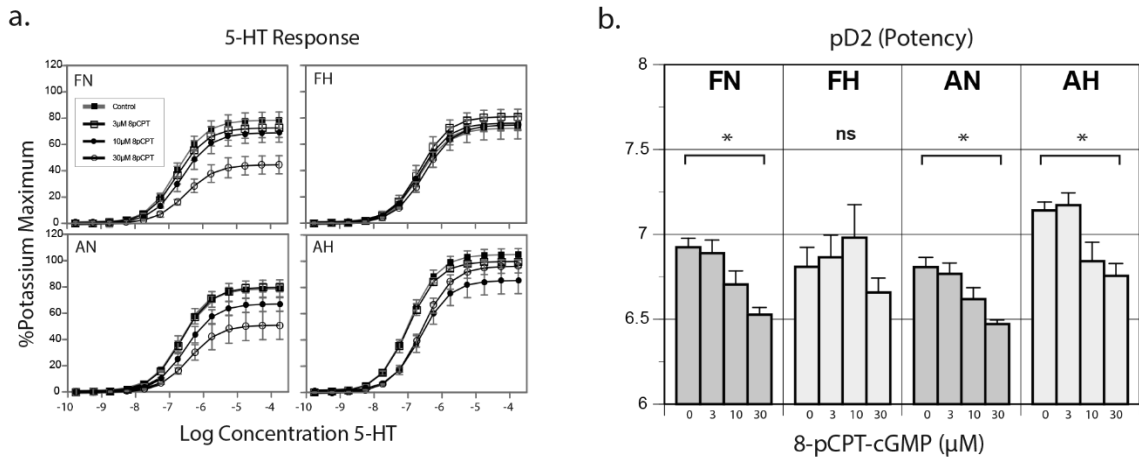 a.
5-HT Response
%Potassium Maximum
FN
Control
3µM 8pCPT
10µM 8pCPT
30µM 8pCPT
120
100
80
60
40
20
0
FH
AN
100
80
60
40
20
0
-10 -9 -8 -7 -6 -5 -4
AH
-10 -9 -8 -7 -6 -5 -4
Log Concentration 5-HT
b.
pD2 (Potency)
8
7.5
7
6.5
6
FN FH AN AH
* ns * *
0 3 10 30 0 3 10 30 0 3 10 30 0 3 10 30
8-pCPT-cGMP (µM)